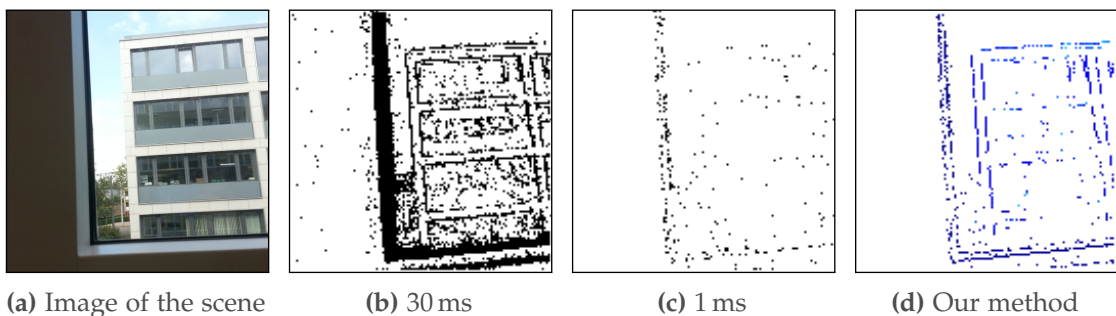 (a) Image of the scene
(b) 30 ms
(c) 1 ms
(d) Our method